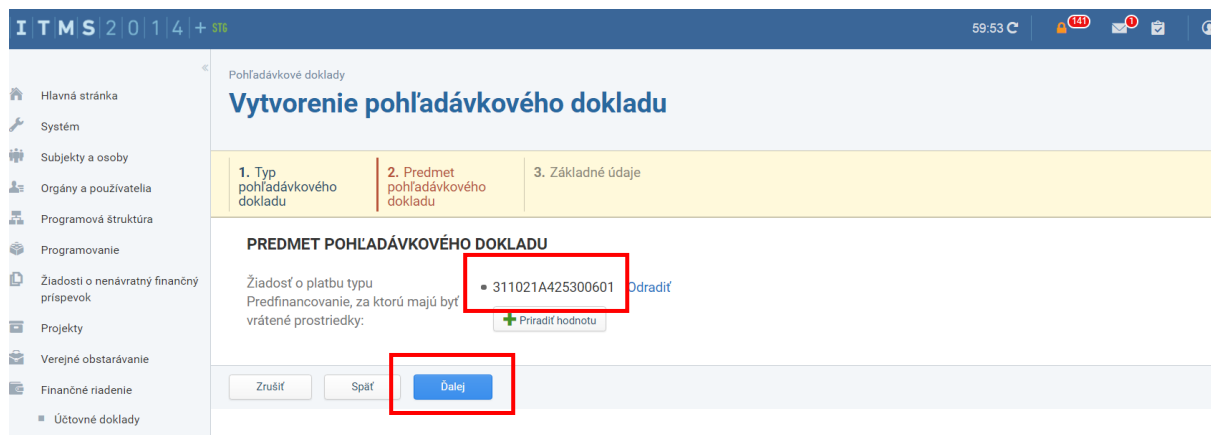 ITMS2014+ STG
59:53
141
1
«
Hlavná stránka
Systém
Subjekty a osoby
Orgány a používatelia
Programová štruktúra
Programovanie
Žiadosti o nenávratný finančný
príspevok
Projekty
Verejné obstarávanie
Finančné riadenie
Účtovné doklady
Pohľadávkové doklady
Vytvorenie pohľadávkového dokladu
1. Typ
pohľadávkového
dokladu
2. Predmet
pohľadávkového
dokladu
3. Základné údaje
PREDMET POHĽADÁVKOVÉHO DOKLADU
Žiadosť o platbu typu
Predfinancovanie, za ktorú majú byť
vrátené prostriedky:
311021A425300601 Odradiť
Priradiť hodnotu
Zrušiť
Späť
Ďalej